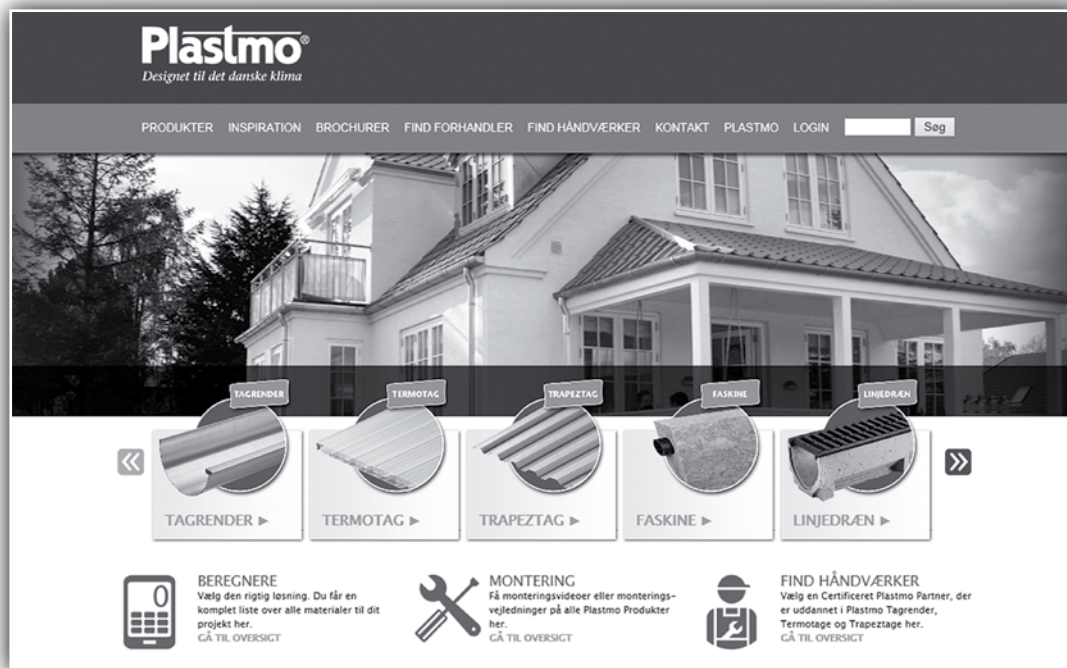 Plastmo®
Designet til det danske klima
PRODUKTER INSPIRATION BROCHURER FIND FORHANDLER FIND HÅNDVÆRKER KONTAKT PLASTMO LOGIN Søg
TAGRENDER TERMOTAG TRAPEZTAG FASKINE LINJEDRÆN
TAGRENDER ► TERMOTAG ► TRAPEZTAG ► FASKINE ► LINJEDRÆN ►
0
BEREGNERE
Vælg den rigtig løsning. Du får en
komplet liste over alle materialer til dit
projekt her.
GÅ TIL OVERSIGT
MONTERING
Få monteringsvideoer eller monterings-
vejledninger på alle Plastmo Produkter
her.
GÅ TIL OVERSIGT
FIND HÅNDVÆRKER
Vælg en Certificeret Plastmo Partner, der
er uddannet i Plastmo Tagrender,
Termotage og Trapeztage her.
GÅ TIL OVERSIGT